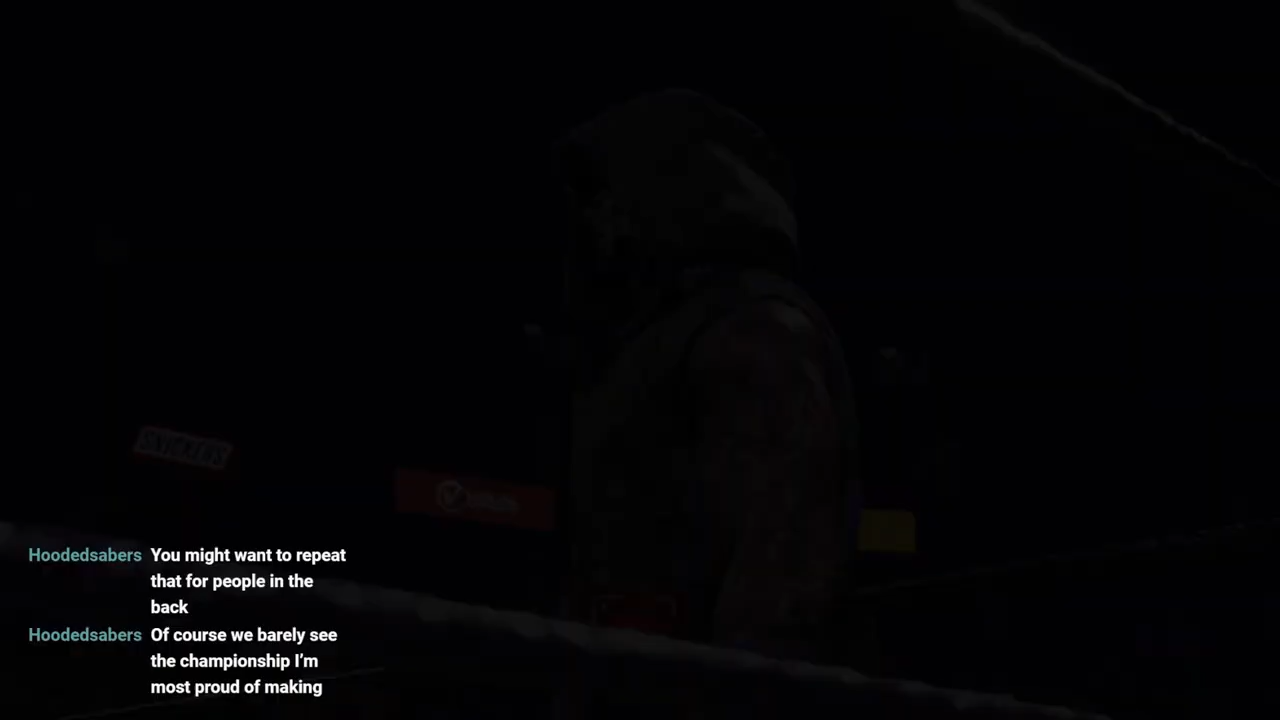 SNICKERS
Hoodedsabers You might want to repeat
that for people in the
back
Hoodedsabers Of course we barely see
the championship I’m
most proud of making